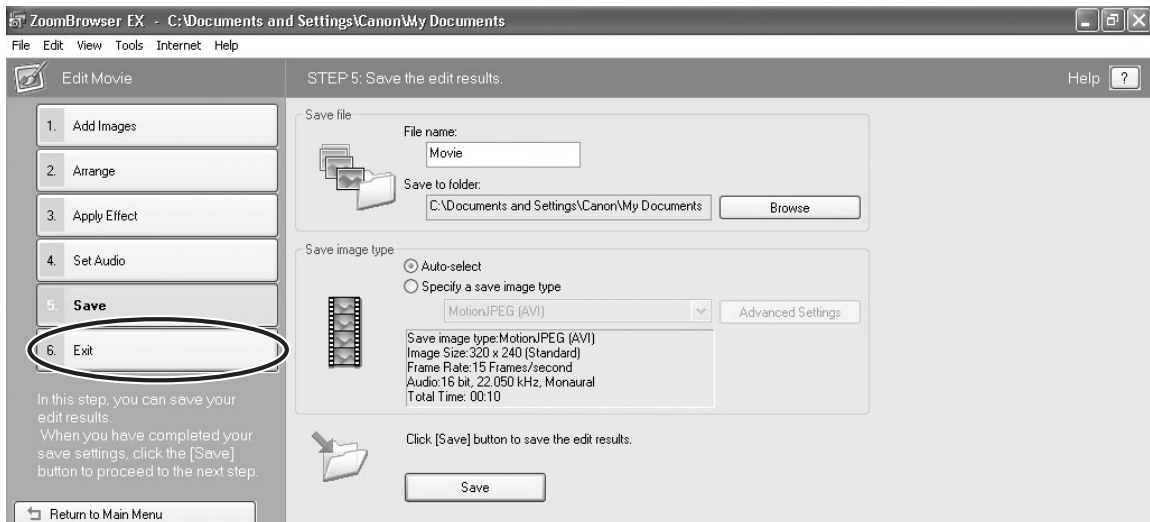 ZoomBrowser EX - C:\Documents and Settings\Canon\My Documents
File Edit View Tools Internet Help
Edit Movie
STEP 5: Save the edit results.
Help ?
1. Add Images
2. Arrange
3. Apply Effect
4. Set Audio
5. Save
6. Exit
In this step, you can save your
edit results.
When you have completed your
save settings, click the [Save]
button to proceed to the next step.
Return to Main Menu
Save file
File name:
Movie
Save to folder:
C:\Documents and Settings\Canon\My Documents
Browse
Save image type
Auto-select
Specify a save image type
MotionJPEG (AVI)
Advanced Settings
Save image type:MotionJPEG (AVI)
Image Size:320 x 240 (Standard)
Frame Rate:15 Frames/second
Audio:16 bit, 22.050 kHz, Monaural
Total Time: 00:10
Click [Save] button to save the edit results.
Save